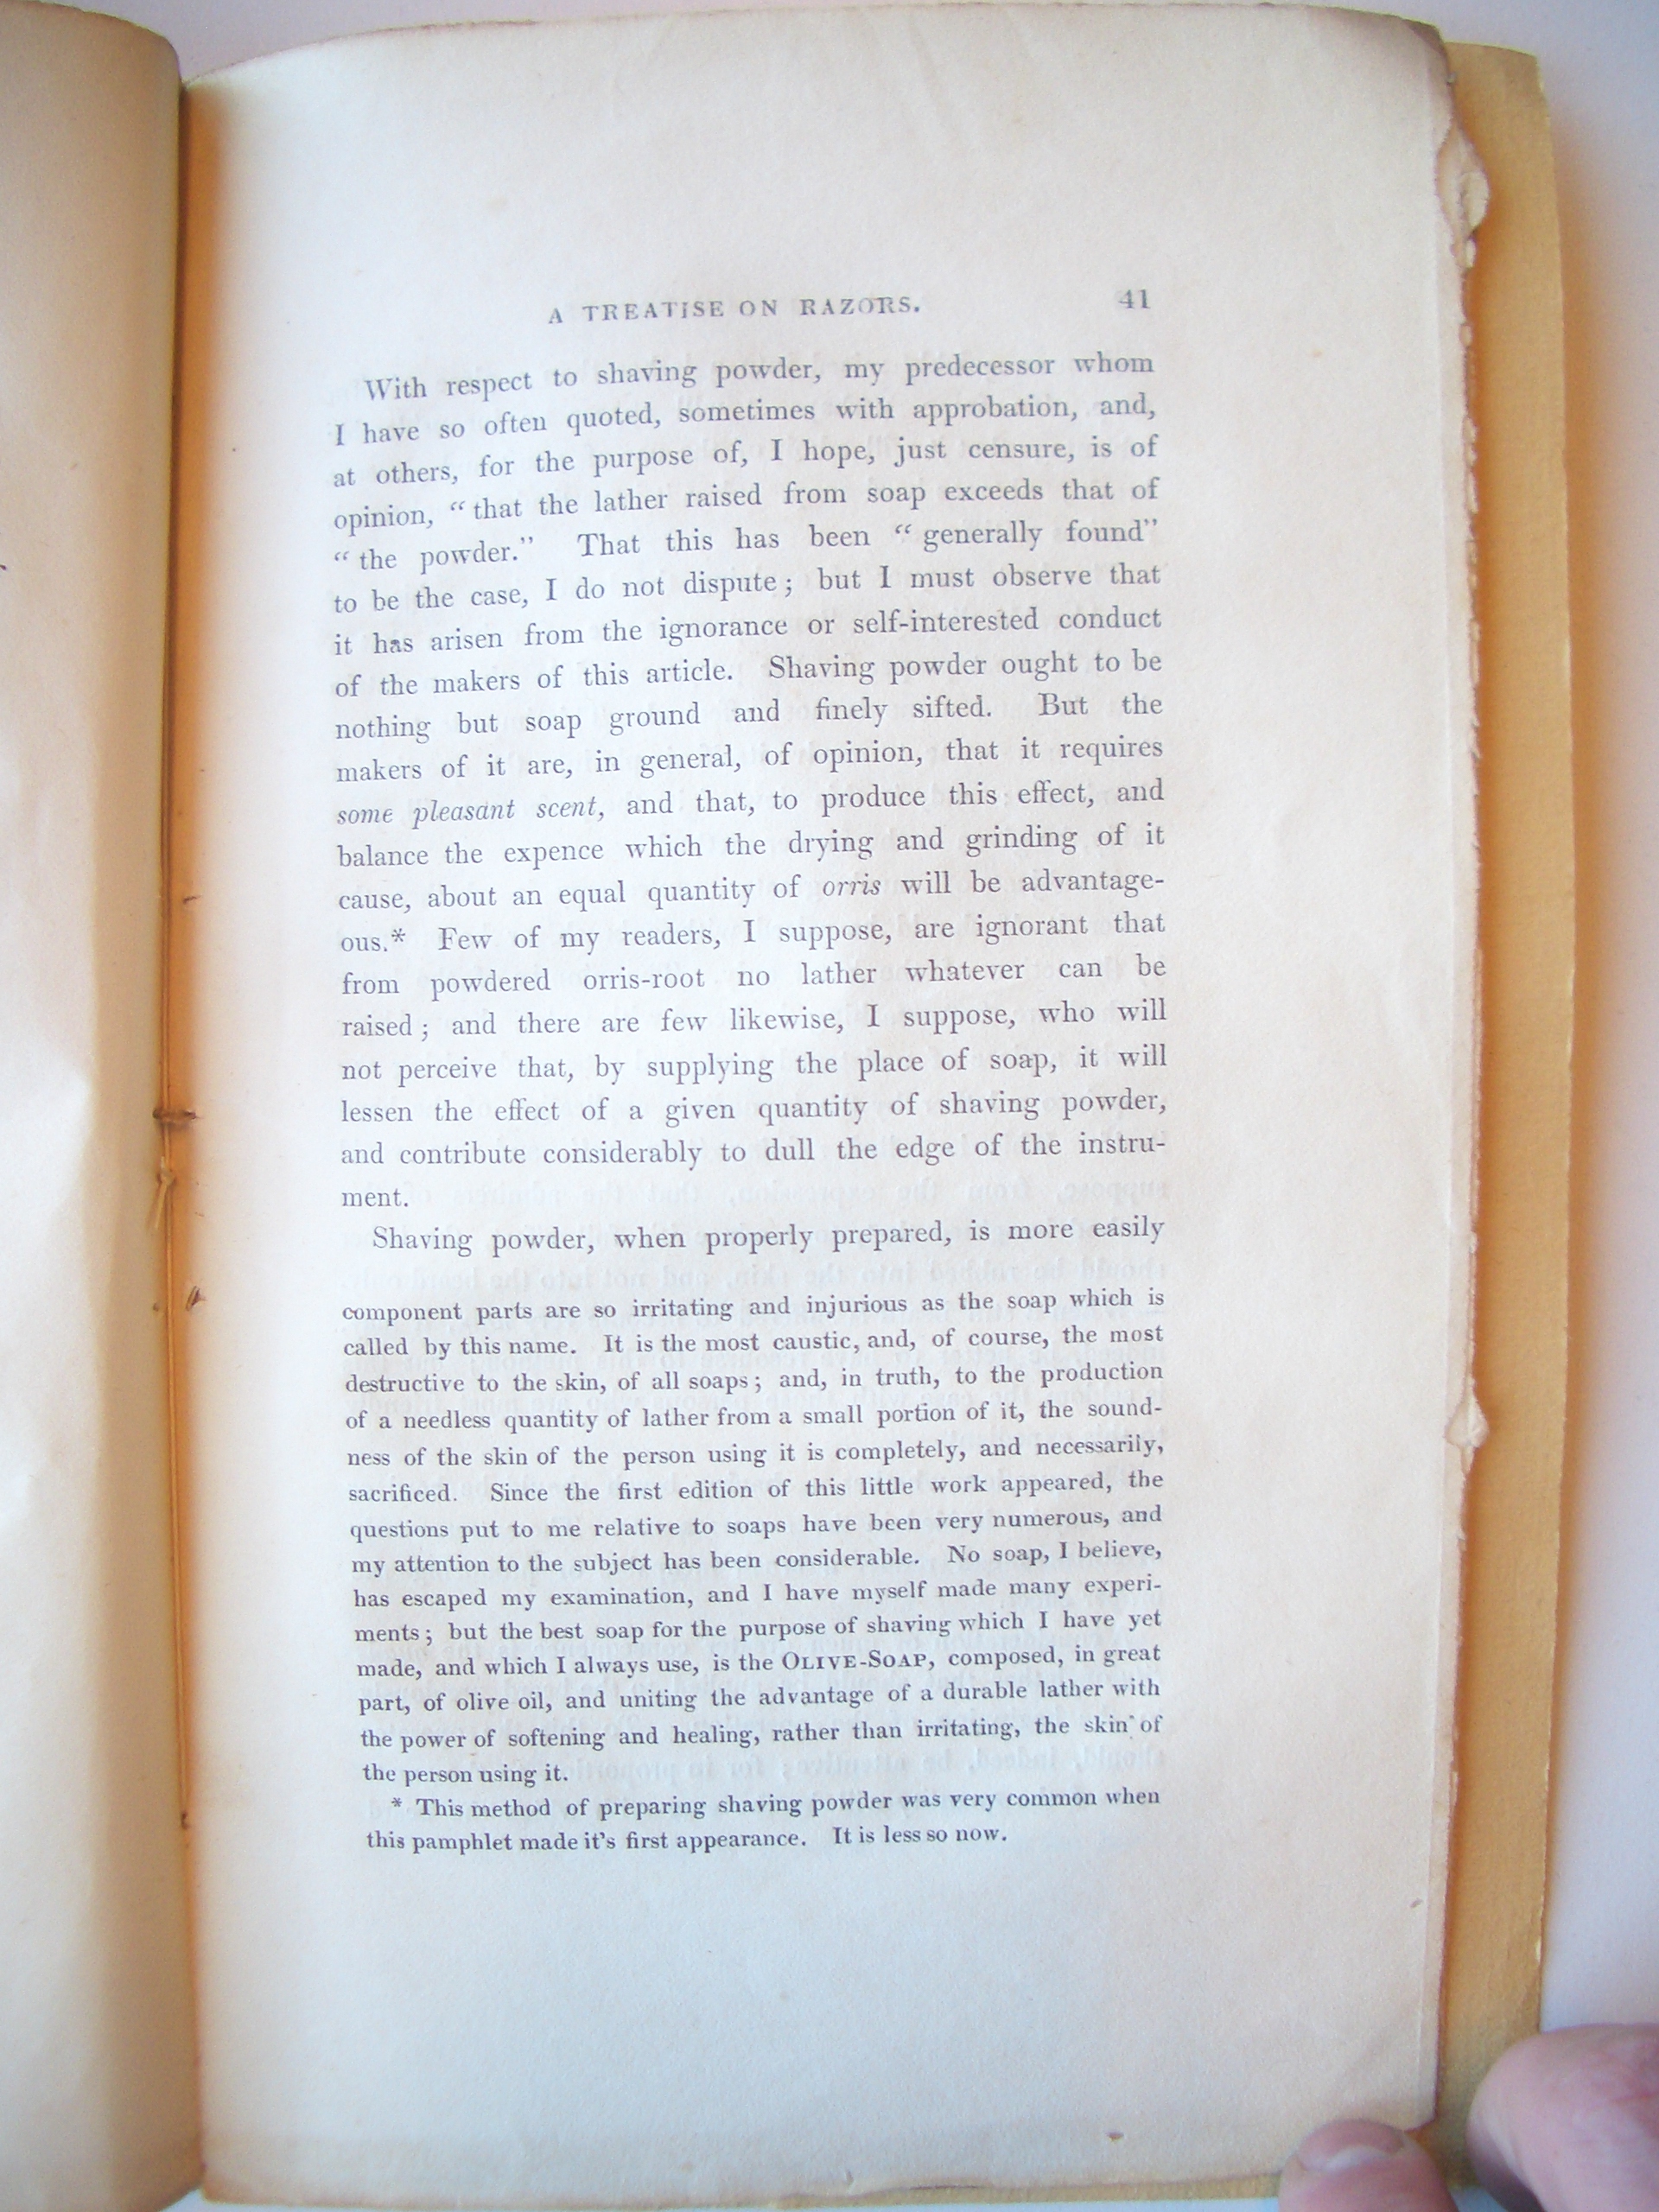 A TREATISE ON RAZORS. 41
With respect to shaving powder, my predecessor whom
I have so often quoted, sometimes with approbation, and,
at others, for the purpose of, I hope, just censure, is of
opinion, “that the lather raised from soap exceeds that of
“the powder.” That this has been “generally found”
to be the case, I do not dispute; but I must observe that
it has arisen from the ignorance or self-interested conduct
of the makers of this article. Shaving powder ought to be
nothing but soap ground and finely sifted. But the
makers of it are, in general, of opinion, that it requires
some pleasant scent, and that, to produce this effect, and
balance the expence which the drying and grinding of it
cause, about an equal quantity of orris will be advantage-
ous.* Few of my readers, I suppose, are ignorant that
from powdered orris-root no lather whatever can be
raised; and there are few likewise, I suppose, who will
not perceive that, by supplying the place of soap, it will
lessen the effect of a given quantity of shaving powder,
and contribute considerably to dull the edge of the instru-
ment.
Shaving powder, when properly prepared, is more easily
component parts are so irritating and injurious as the soap which is
called by this name. It is the most caustic, and, of course, the most
destructive to the skin, of all soaps; and, in truth, to the production
of a needless quantity of lather from a small portion of it, the sound-
ness of the skin of the person using it is completely, and necessarily,
sacrificed. Since the first edition of this little work appeared, the
questions put to me relative to soaps have been very numerous, and
my attention to the subject has been considerable. No soap, I believe,
has escaped my examination, and I have myself made many experi-
ments; but the best soap for the purpose of shaving which I have yet
made, and which I always use, is the OLIVE-SOAP, composed, in great
part, of olive oil, and uniting the advantage of a durable lather with
the power of softening and healing, rather than irritating, the skin of
the person using it.
* This method of preparing shaving powder was very common when
this pamphlet made it's first appearance. It is less so now.